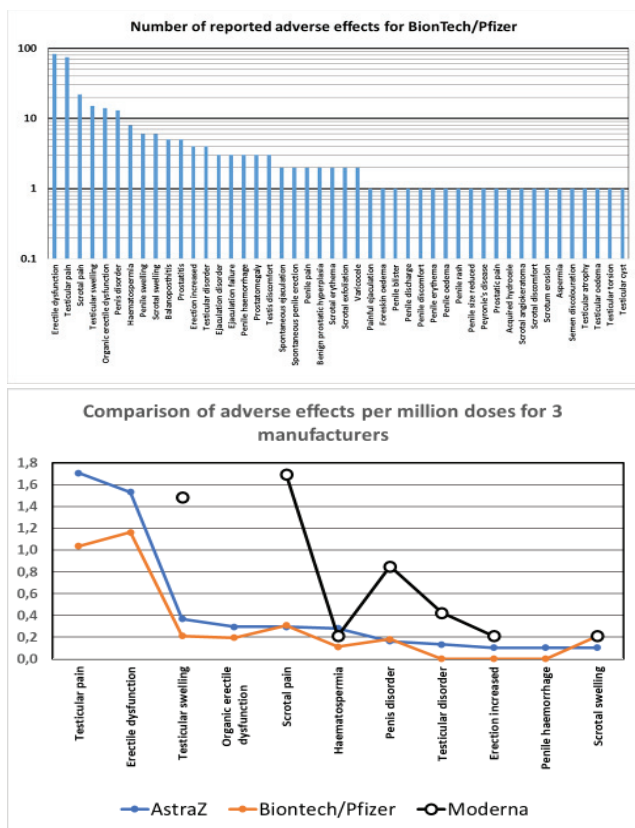 Number of reported adverse effects for BionTech/Pfizer
100
10
1
0.1
Erectile dysfunction
Testicular pain
Scrotal pain
Testicular swelling
Organic erectile dysfunction
Penis disorder
Haematospermia
Penile swelling
Scrotal swelling
Balanoposthitis
Prostatitis
Erection increased
Testicular disorder
Ejaculation disorder
Ejaculation failure
Penile haemorrhage
Prostatomegaly
Testis discomfort
Spontaneous ejaculation
Spontaneous penile erection
Penile pain
Benign prostatic hyperplasia
Scrotal erythema
Scrotal exfoliation
Varicocele
Painful ejaculation
Foreskin oedema
Penile blister
Penile discharge
Penile discomfort
Penile erythema
Penile oedema
Penile rash
Penile size reduced
Peyronie's disease
Prostatic pain
Acquired hydrocele
Scrotal angiokeratoma
Scrotal discomfort
Scrotum erosion
Aspermia
Semen discolouration
Testicular atrophy
Testicular oedema
Testicular torsion
Testicular cyst
Comparison of adverse effects per million doses for 3
manufacturers
1,8
1,6
1,4
1,2
1,0
0,8
0,6
0,4
0,2
0,0
Testicular pain
Erectile dysfunction
Testicular swelling
Organic erectile
dysfunction
Scrotal pain
Haematospermia
Penis disorder
Testicular disorder
Erection increased
Penile haemorrhage
Scrotal swelling
AstraZ
Biontech/Pfizer
Moderna